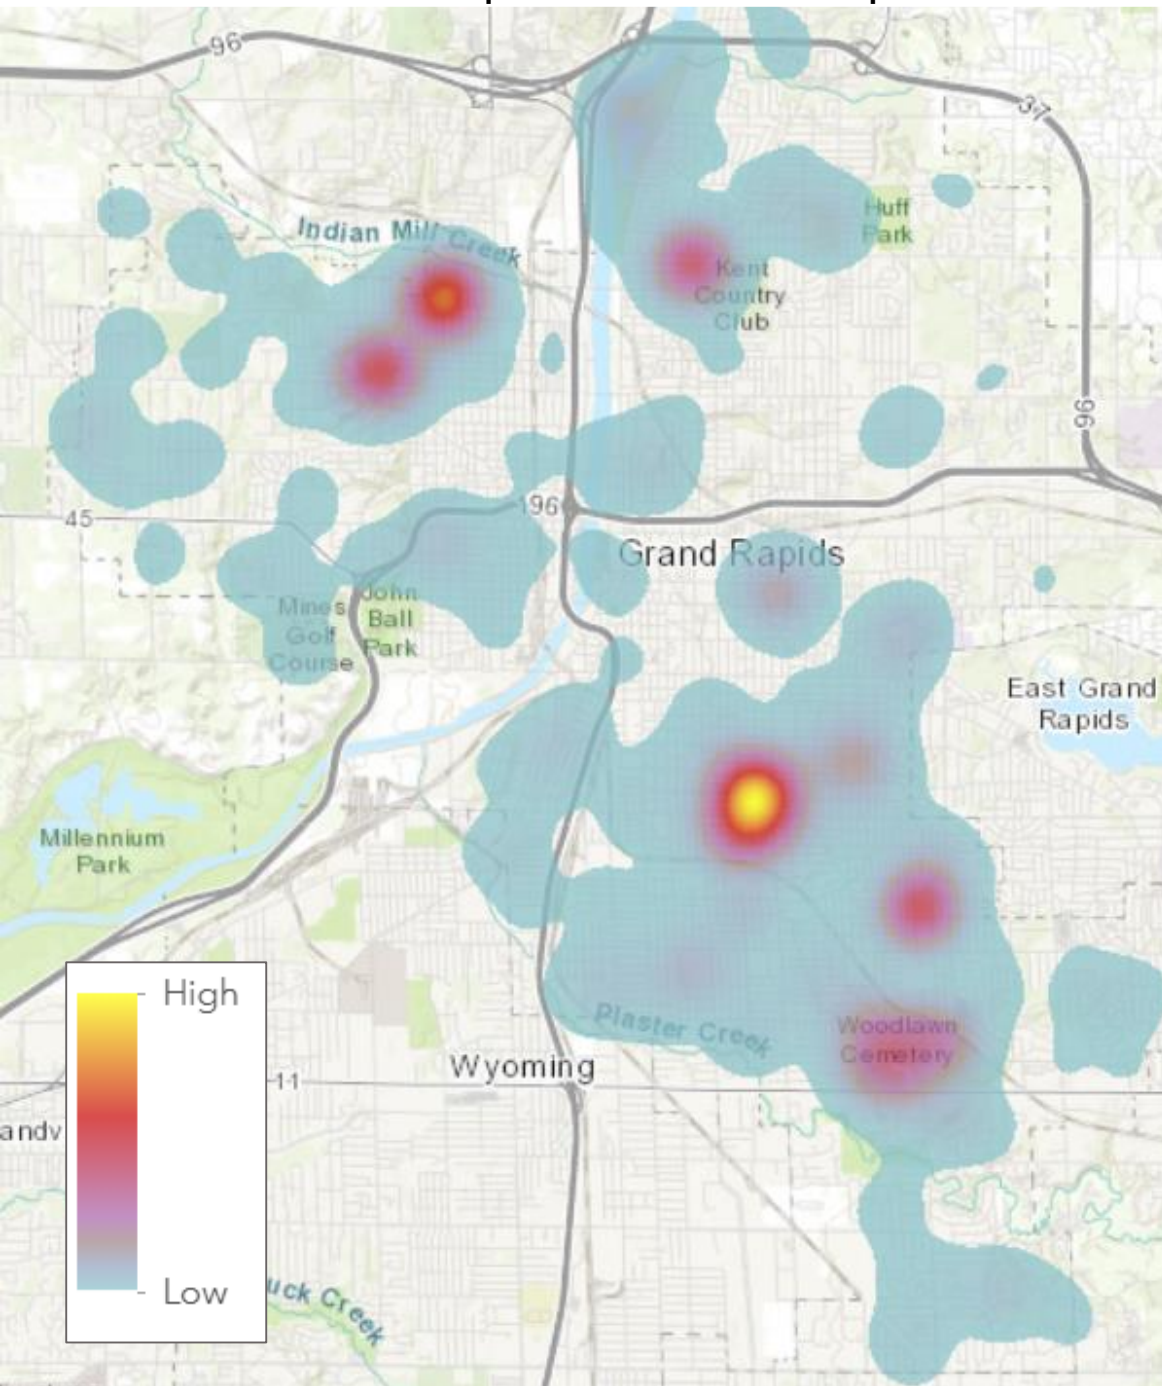 96
37
Indian Mill Creek
Huff
Park
Kent
Country
Club
96
196
45
Grand Rapids
Mines
Golf
Course
John
Ball
Park
East Grand
Rapids
Millennium
Park
Plaster Creek
Woodlawn
Cemetery
Wyoming
11
andv
High
Low
uck Creek